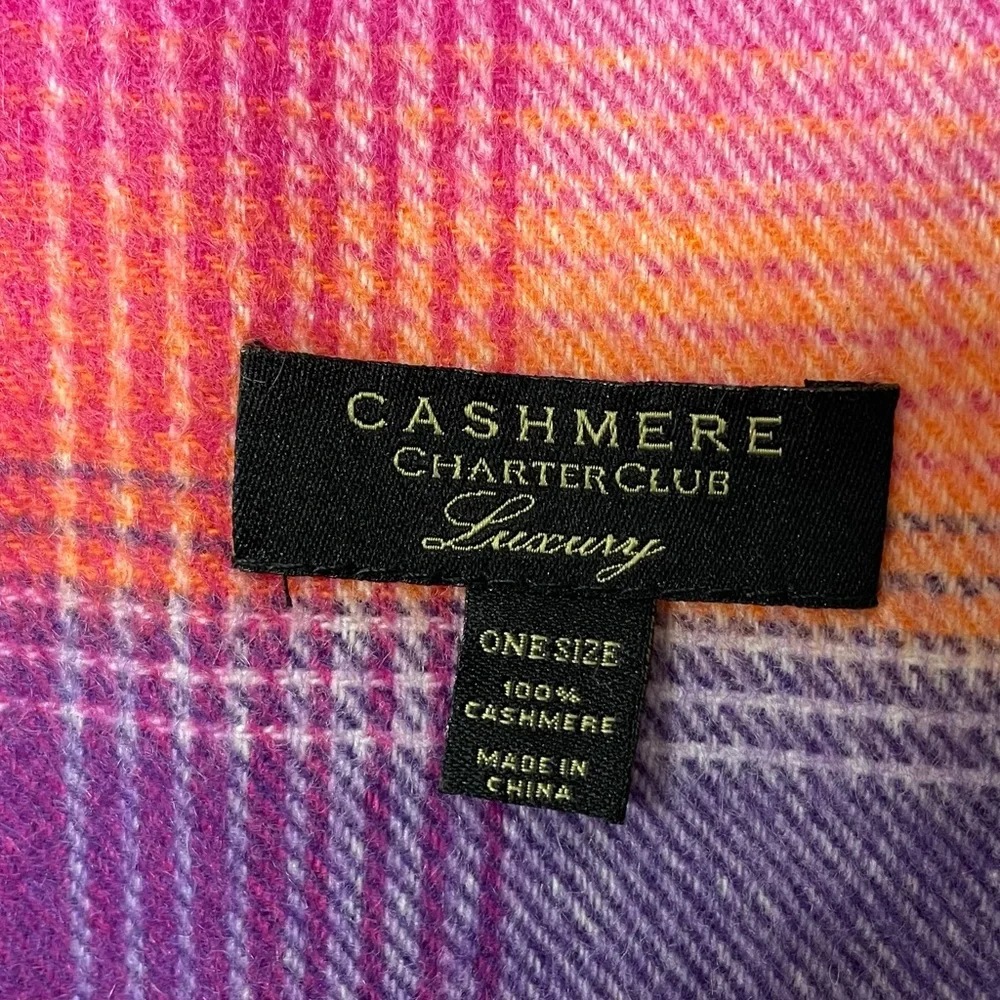 CASHMERE
CHARTER CLUB
Luxury
ONE SIZE
100%
CASHMERE
MADE IN
CHINA